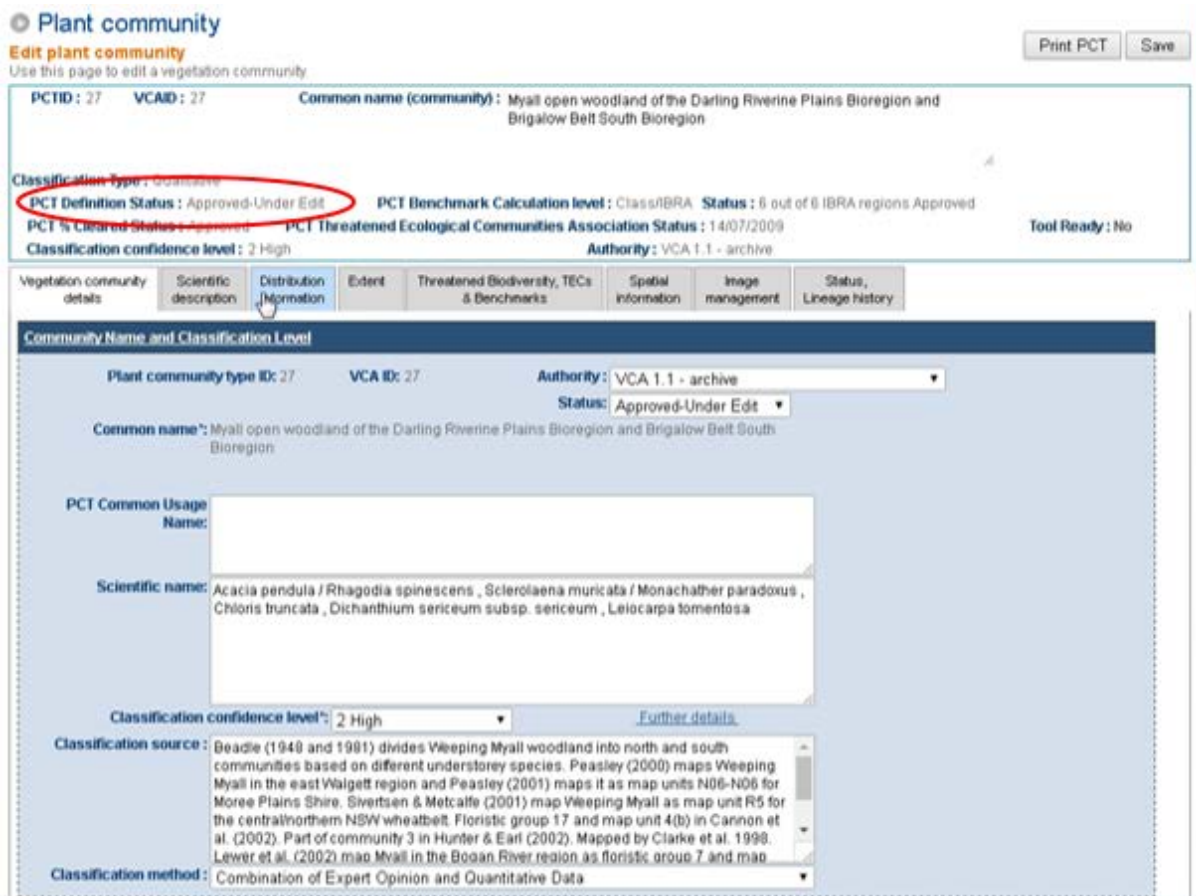 Plant community
Edit plant community
Print PCT Save
Use this page to edit a vegetation community
PCTID : 27 VCAID : 27 Common name (community) : Myall open woodland of the Darling Riverine Plains Bioregion and
Brigalow Belt South Bioregion
Classification Type : Qualitative
PCT Definition Status : Approved-Under Edit PCT Benchmark Calculation level : Class/IBRA Status : 6 out of 6 IBRA regions Approved
PCT % Cleared Status : Approved PCT Threatened Ecological Communities Association Status : 14/07/2009 Tool Ready : No
Classification confidence level : 2 High Authority : VCA 1.1 - archive
Vegetation community details
Scientific description
Distribution information
Extent
Threatened Biodiversity, TECs & Benchmarks
Spatial information
Image management
Status, Lineage history
Community Name and Classification Level
Plant community type ID: 27 VCA ID: 27 Authority : VCA 1.1 - archive
Status: Approved-Under Edit
Common name*: Myall open woodland of the Darling Riverine Plains Bioregion and Brigalow Belt South
Bioregion
PCT Common Usage
Name:
Scientific name: Acacia pendula / Rhagodia spinescens , Sclerolaena muricata / Monachather paradoxus ,
Chloris truncata , Dichanthium sericeum subsp. sericeum , Leiocarpa tomentosa
Classification confidence level*: 2 High Further details
Classification source : Beadle (1948 and 1981) divides Weeping Myall woodland into north and south
communities based on different understorey species. Peasley (2000) maps Weeping
Myall in the east Walgett region and Peasley (2001) maps it as map units N06-N06 for
Moree Plains Shire. Sivertsen & Metcalfe (2001) map Weeping Myall as map unit R5 for
the central/northern NSW wheatbelt. Floristic group 17 and map unit 4(b) in Cannon et
al. (2002). Part of community 3 in Hunter & Earl (2002). Mapped by Clarke et al. 1998.
Lewer et al. (2002) map Myall in the Bogan River region as floristic group 7 and map
Classification method : Combination of Expert Opinion and Quantitative Data